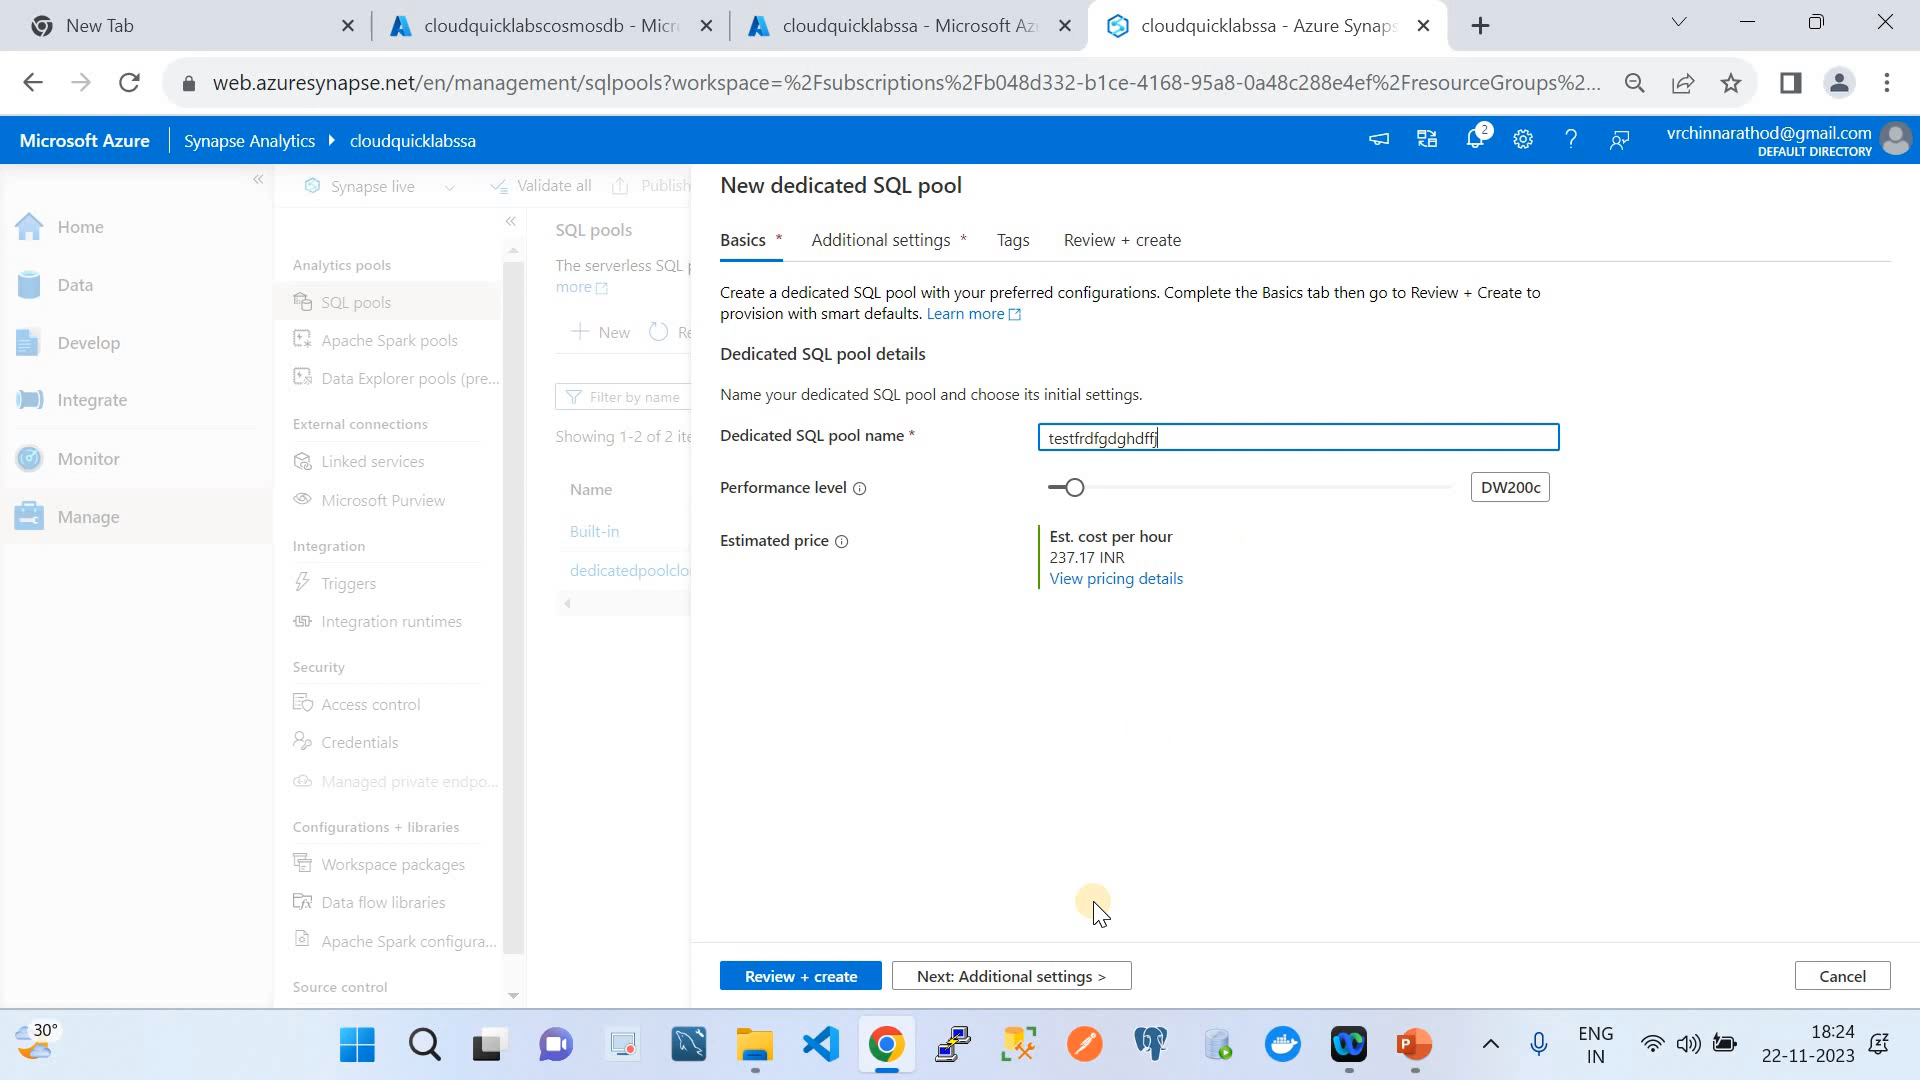 New Tab
cloudquicklabscosmosdb - Micr
cloudquicklabssa - Microsoft Az
cloudquicklabssa - Azure Synaps
web.azuresynapse.net/en/management/sqlpools?workspace=%2Fsubscriptions%2Fb048d332-b1ce-4168-95a8-0a48c288e4ef%2FresourceGroups%2...
Microsoft Azure
Synapse Analytics
cloudquicklabssa
2
vrchinnarathod@gmail.com
DEFAULT DIRECTORY
Home
Data
Develop
Integrate
Monitor
Manage
Synapse live
Validate all
Publish
Analytics pools
SQL pools
Apache Spark pools
Data Explorer pools (pre...
External connections
Linked services
Microsoft Purview
Integration
Triggers
Integration runtimes
Security
Access control
Credentials
Managed private endpo...
Configurations + libraries
Workspace packages
Data flow libraries
Apache Spark configura...
Source control
SQL pools
The serverless SQL p
more
New
Re
Filter by name
Showing 1-2 of 2 ite
Name
Built-in
dedicatedpoolclo
New dedicated SQL pool
Basics *
Additional settings *
Tags
Review + create
Create a dedicated SQL pool with your preferred configurations. Complete the Basics tab then go to Review + Create to
provision with smart defaults. Learn more
Dedicated SQL pool details
Name your dedicated SQL pool and choose its initial settings.
Dedicated SQL pool name *
testfrdfgdghdffj
Performance level
DW200c
Estimated price
Est. cost per hour
237.17 INR
View pricing details
Review + create
Next: Additional settings >
Cancel
30°
ENG
IN
18:24
22-11-2023